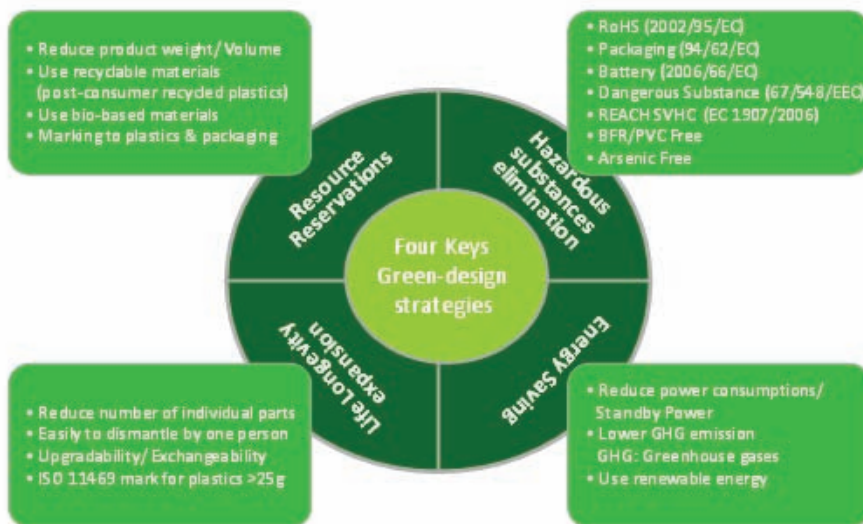 • Reduce product weight/ Volume
• Use recyclable materials
(post-consumer recycled plastics)
• Use bio-based materials
• Marking to plastics & packaging
• RoHS (2002/95/EC)
• Packaging (94/62/EC)
• Battery (2006/66/EC)
• Dangerous Substance (67/548/EEC)
• REACH SVHC (EC 1907/2006)
• BFR/PVC Free
• Arsenic Free
Resource
Reservations
Hazardous
substances
elimination
Four Keys
Green-design
strategies
Life Longevity
expansion
Energy Saving
• Reduce number of individual parts
• Easily to dismantle by one person
• Upgradability/ Exchangeability
• ISO 11469 mark for plastics >25g
• Reduce power consumptions/
Standby Power
• Lower GHG emission
GHG: Greenhouse gases
• Use renewable energy